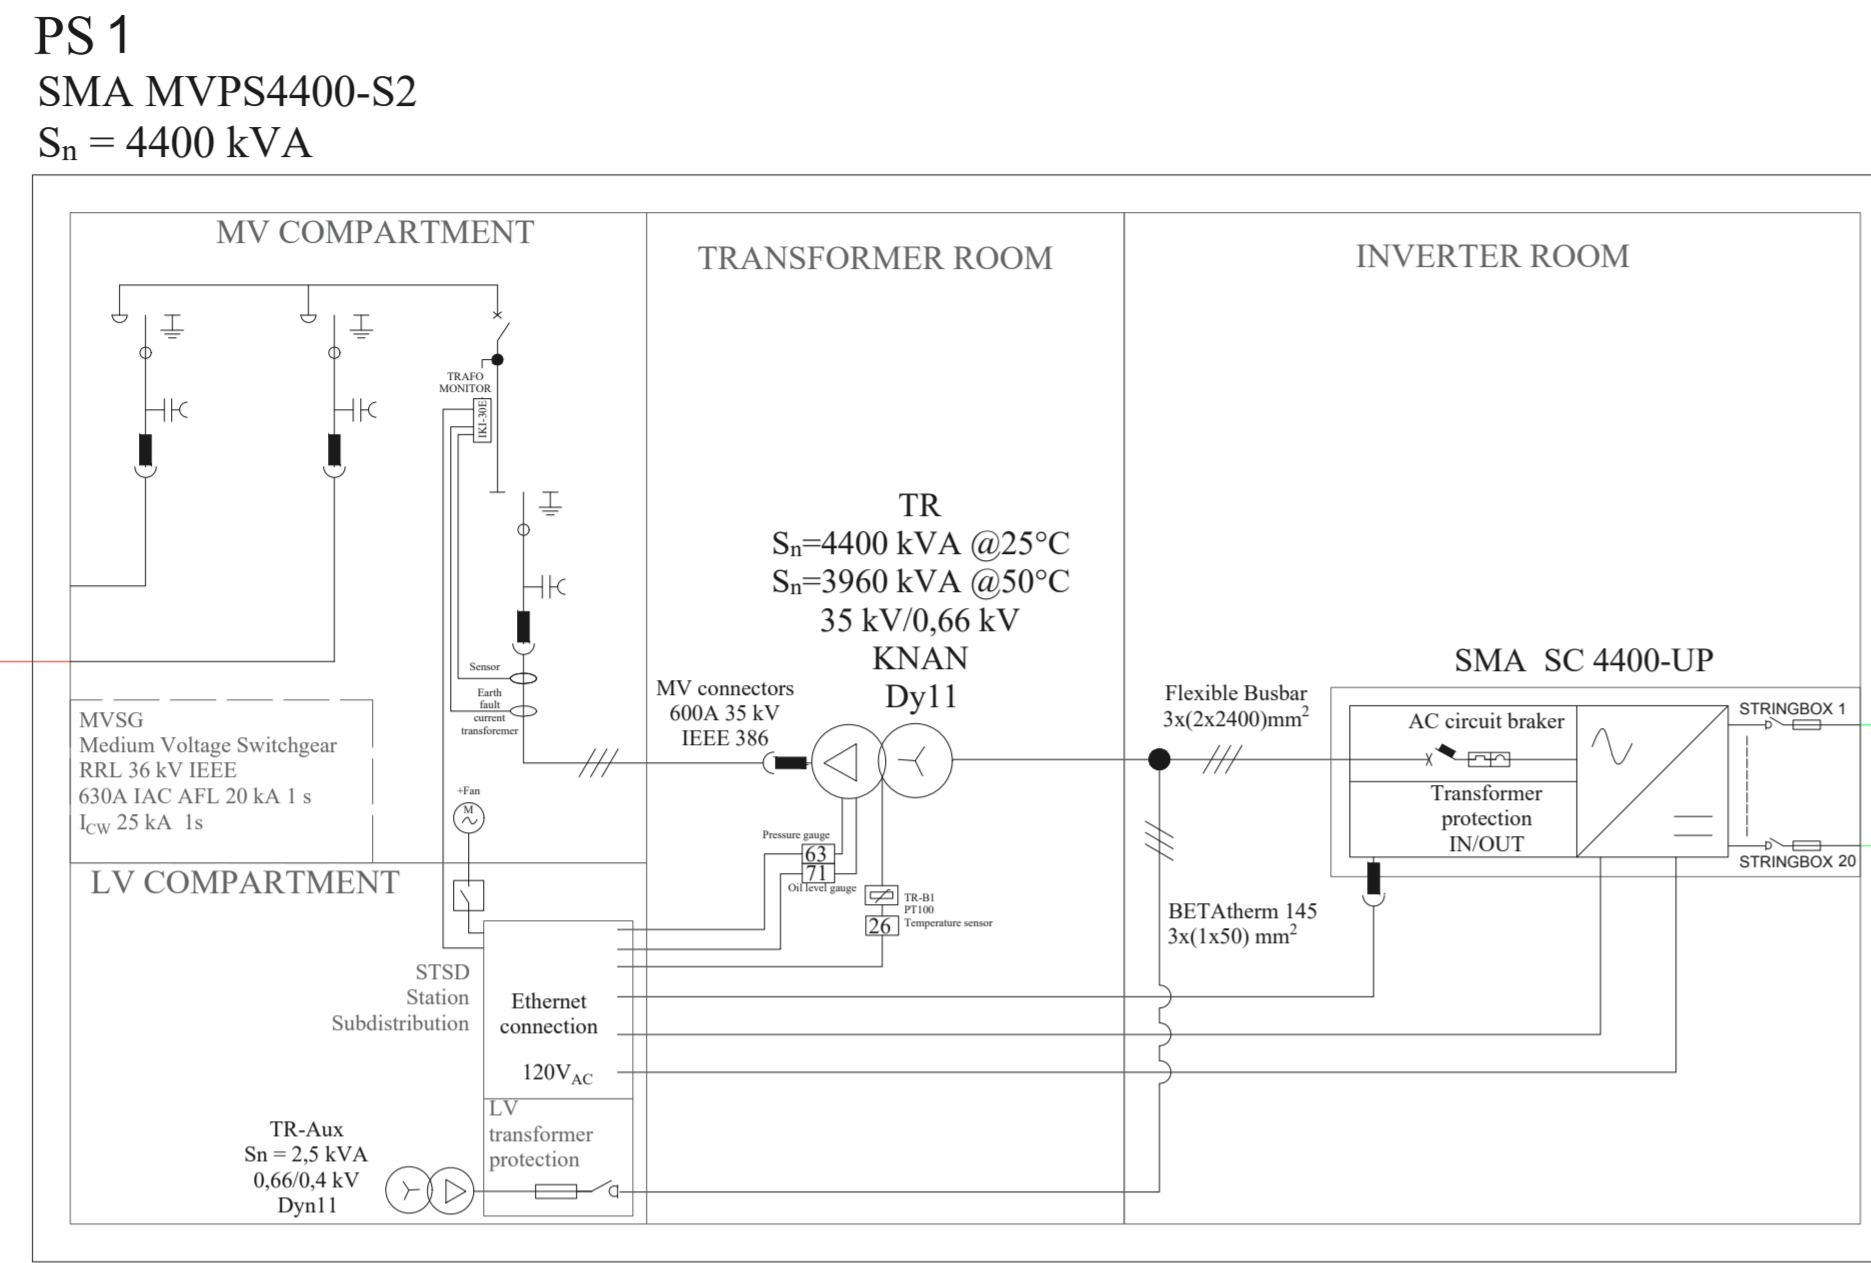 PS 1
SMA MVPS4400-S2
Sn = 4400 kVA
MV COMPARTMENT
TRANSFORMER ROOM
INVERTER ROOM
TRAFO
MONITOR
IKI-30E
Sensor
Earth
fault
current
transforemer
MVSG
Medium Voltage Switchgear
RRL 36 kV IEEE
630A IAC AFL 20 kA 1 s
ICW 25 kA 1s
+Fan
M
LV COMPARTMENT
STSD
Station
Subdistribution
Ethernet
connection
120VAC
LV
transformer
protection
TR-Aux
Sn = 2,5 kVA
0,66/0,4 kV
Dyn11
TR
Sn=4400 kVA @25°C
Sn=3960 kVA @50°C
35 kV/0,66 kV
KNAN
Dy11
MV connectors
600A 35 kV
IEEE 386
Pressure gauge
63
71
Oil level gauge
TR-B1
PT100
Temperature sensor
26
Flexible Busbar
3x(2x2400)mm²
BETAtherm 145
3x(1x50) mm²
SMA SC 4400-UP
AC circuit braker
Transformer
protection
IN/OUT
STRINGBOX 1
STRINGBOX 20